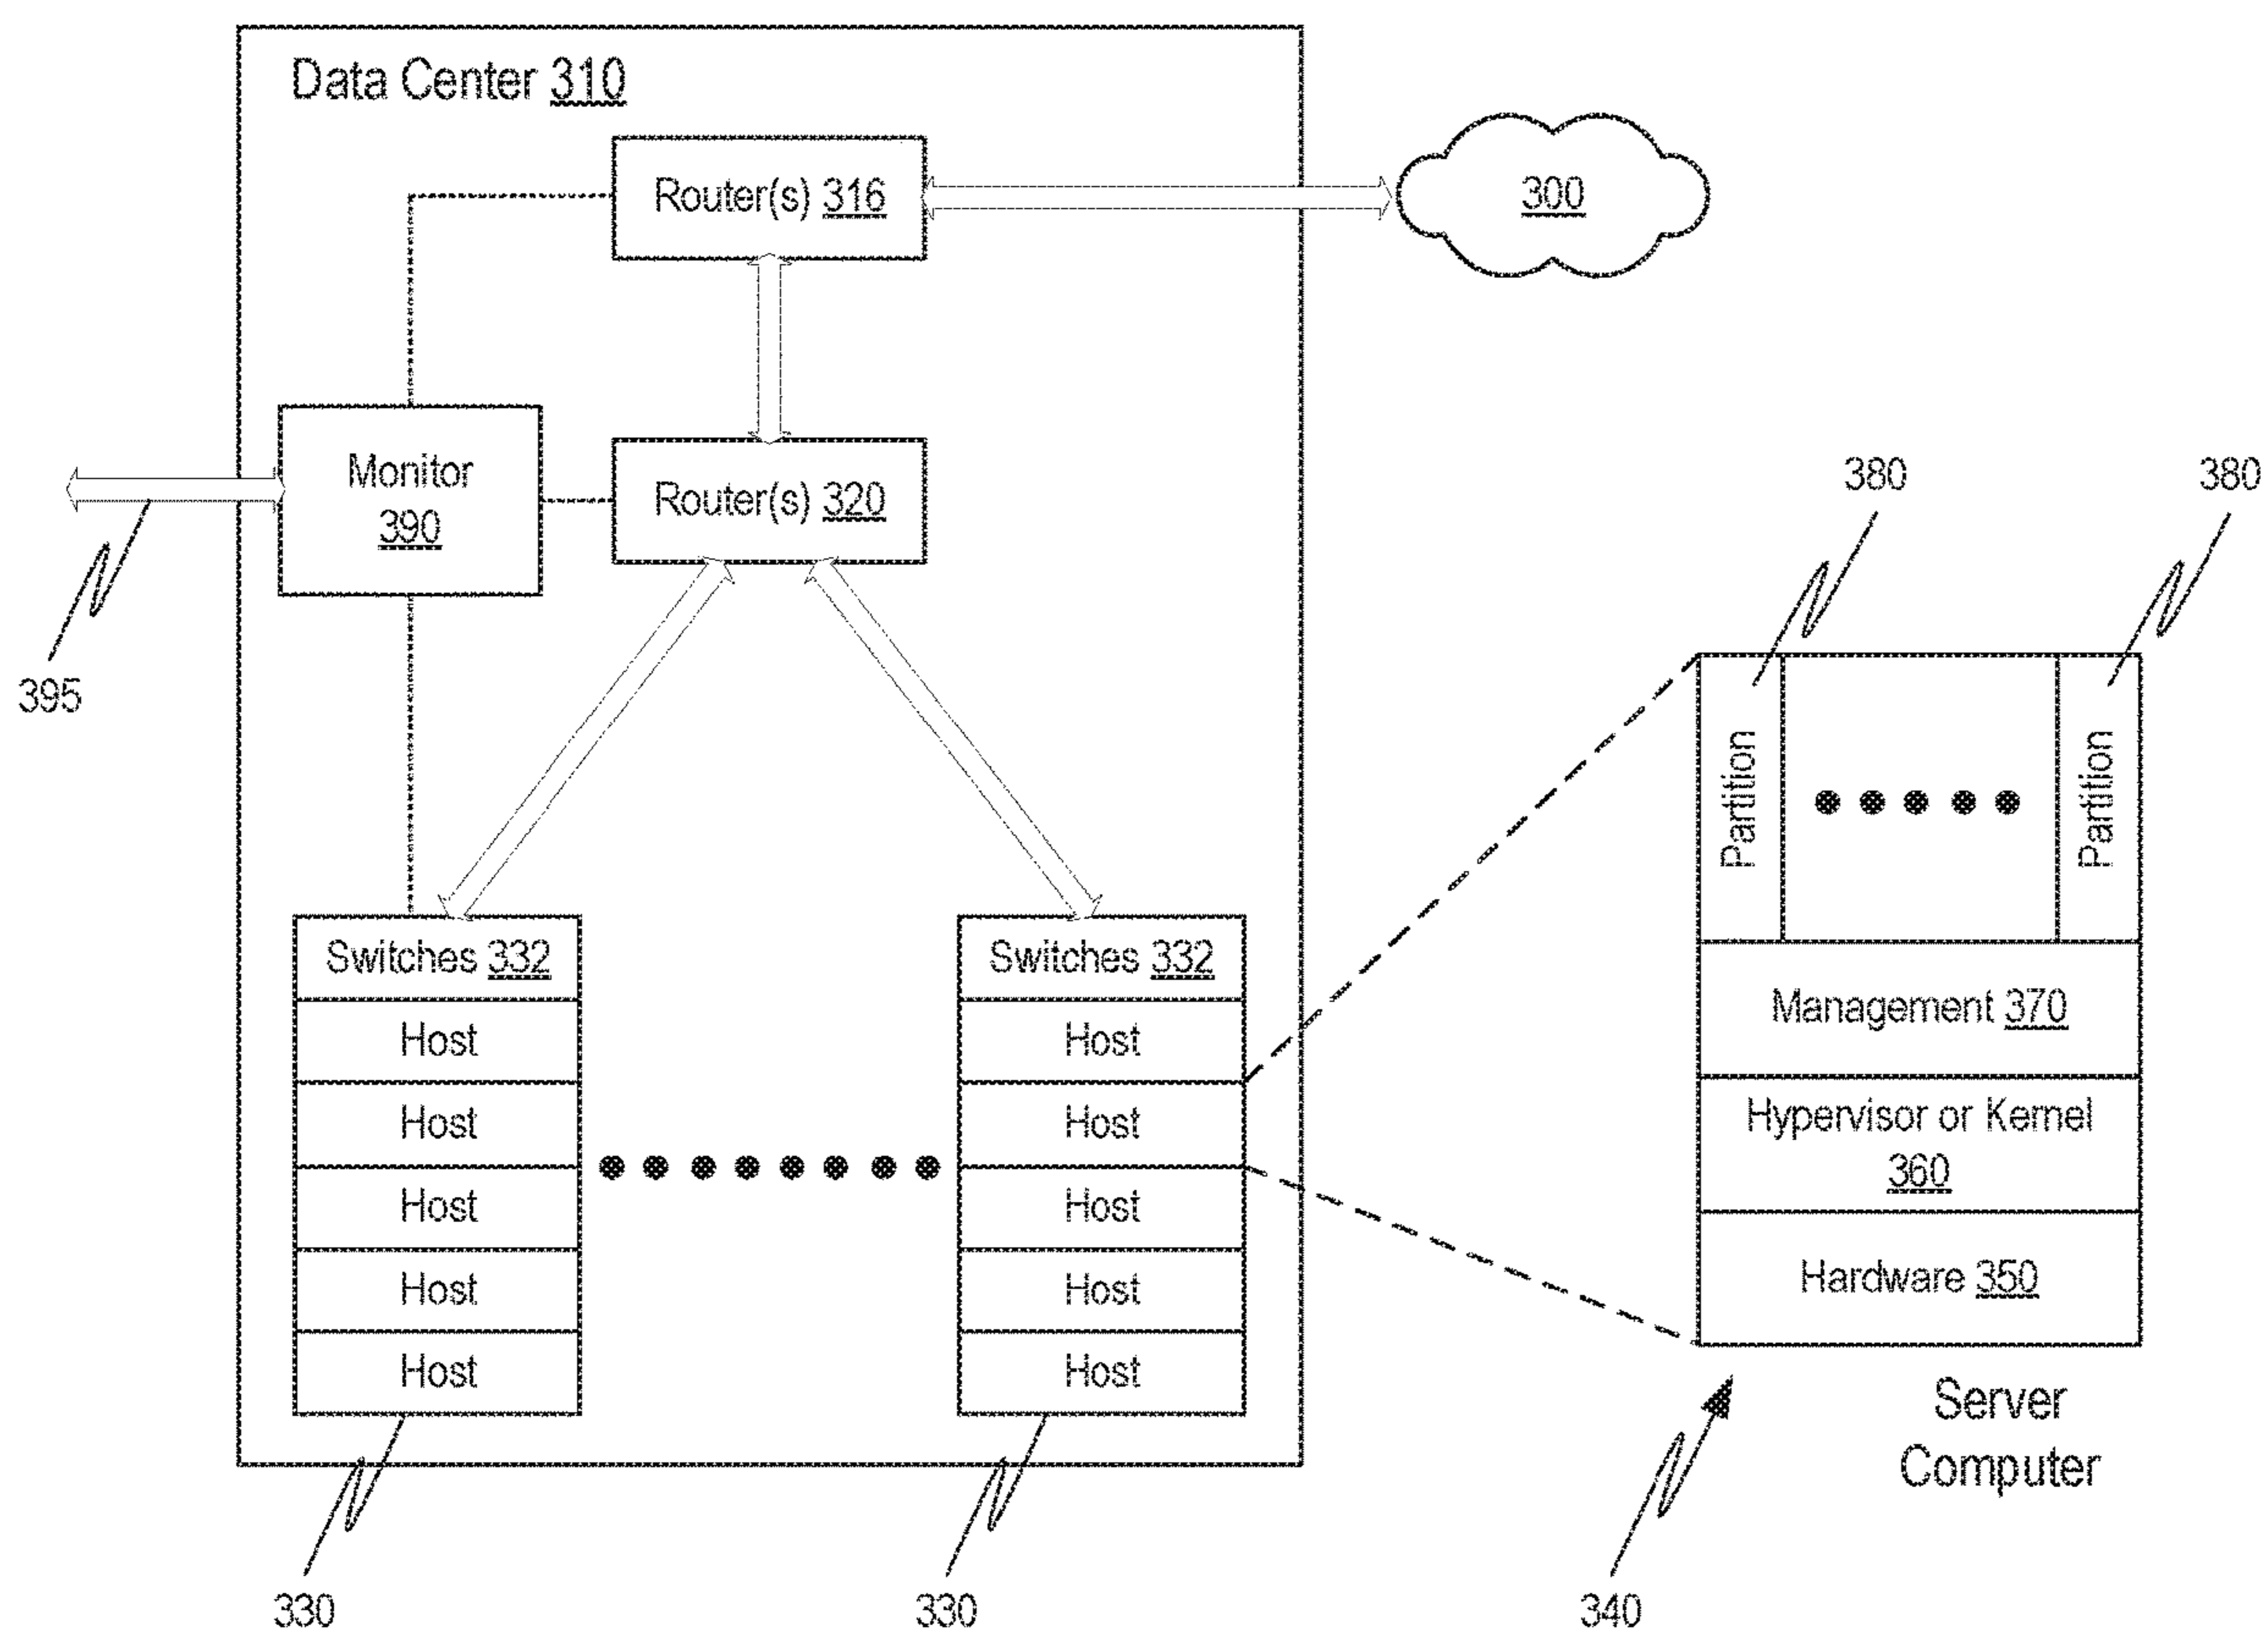 Data Center 310
Router(s) 316
300
Monitor
390
Router(s) 320
395
380
380
Partition
Partition
Switches 332
Switches 332
Host
Host
Host
Host
Host
Host
Host
Host
Host
Host
Management 370
Hypervisor or Kernel
360
Hardware 350
Server
Computer
330
330
340